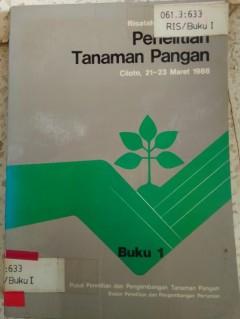 Risalah
061.3:633
RIS/Buku I
Penelitian
Tanaman Pangan
Ciloto, 21-23 Maret 1988
Buku 1
:633
/Buku I
Pusat Penelitian dan Pengembangan Tanaman Pangan
Badan Penelitian dan Pengembangan Pertanian